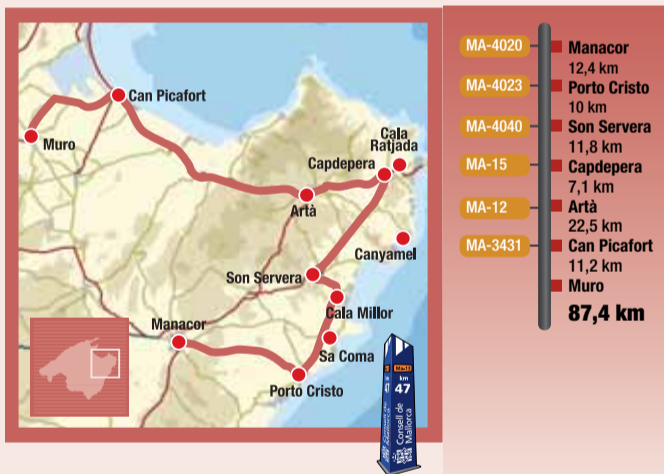 Can Picafort
Muro
Cala
Ratjada
Capdepera
Artà
Canyamel
Son Servera
Cala Millor
Manacor
Sa Coma
Porto Cristo
km
47
Consell de
Mallorca
MA-4020
Manacor
12,4 km
MA-4023
Porto Cristo
10 km
MA-4040
Son Servera
11,8 km
MA-15
Capdepera
7,1 km
MA-12
Artà
22,5 km
MA-3431
Can Picafort
11,2 km
Muro
87,4 km